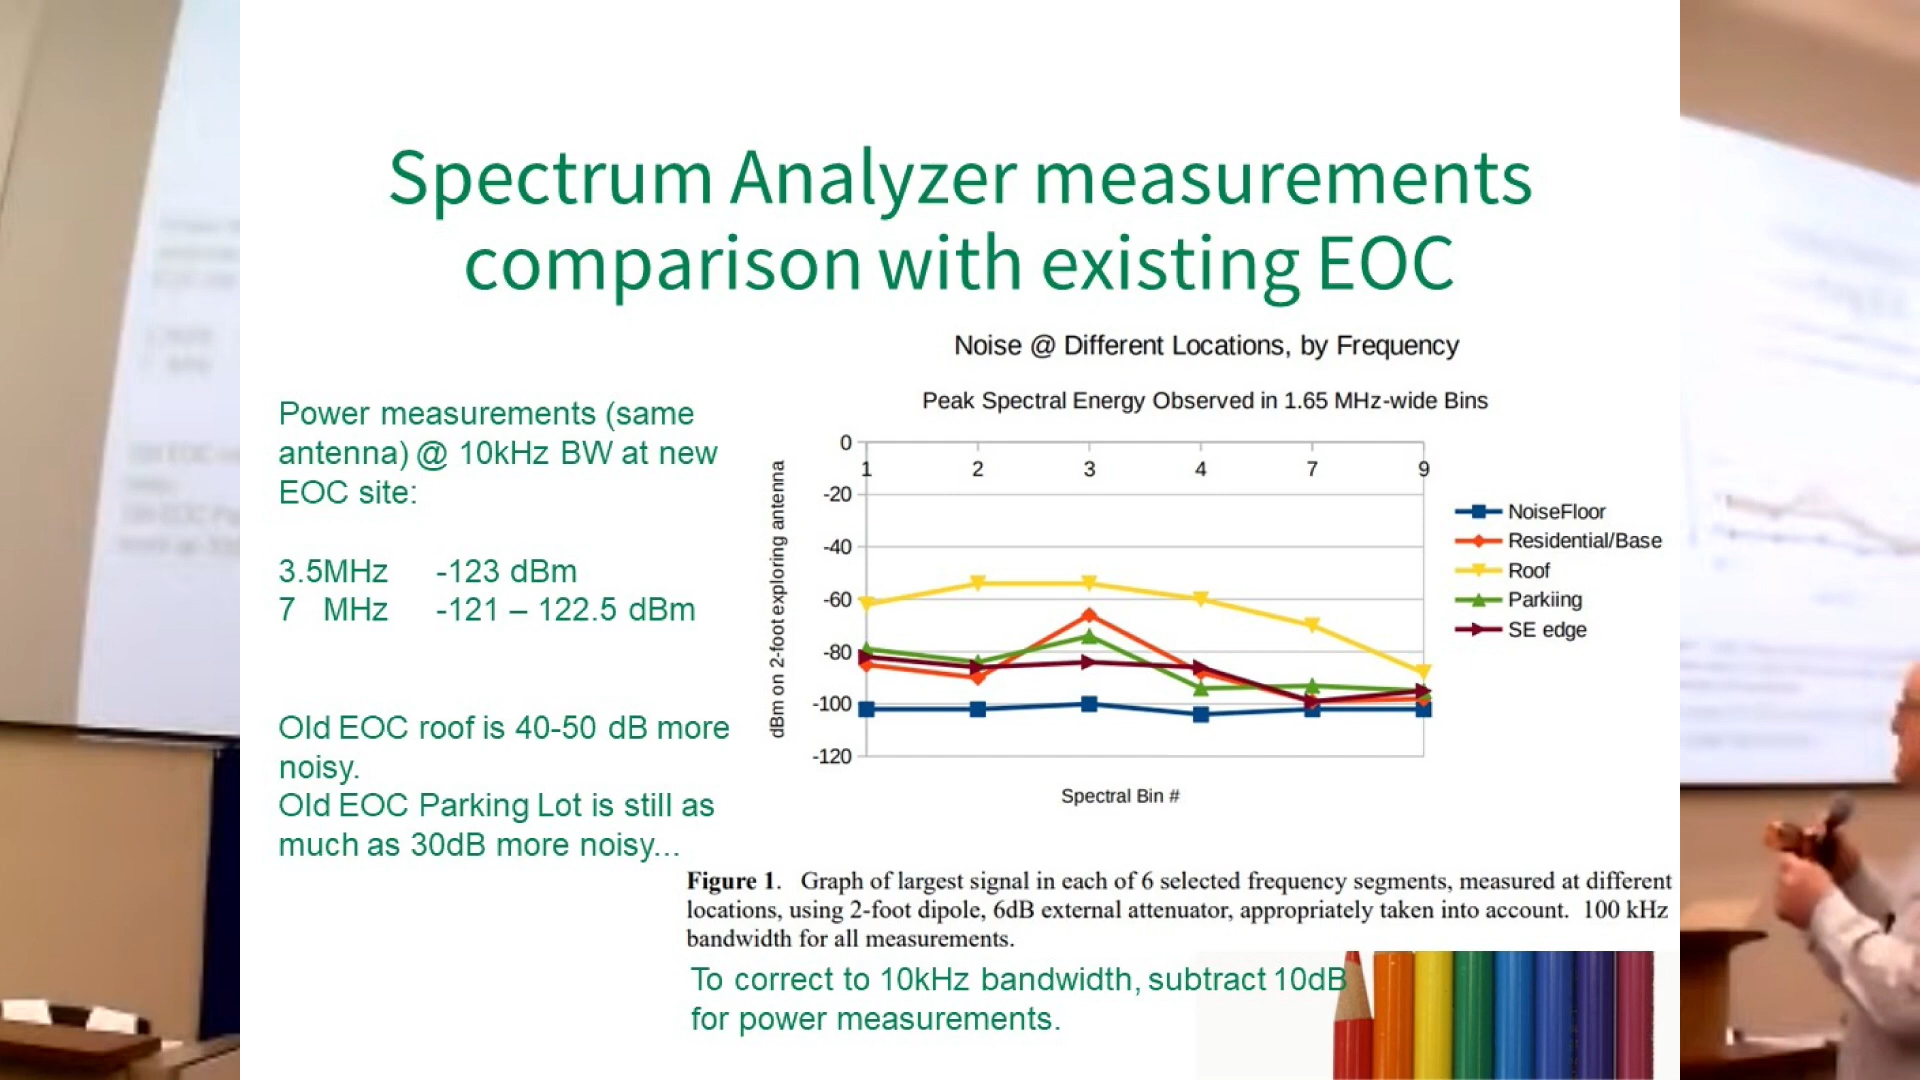 Spectrum Analyzer measurements
comparison with existing EOC
Power measurements (same
antenna) @ 10kHz BW at new
EOC site:
3.5MHz -123 dBm
7 MHz -121 – 122.5 dBm
Old EOC roof is 40-50 dB more
noisy.
Old EOC Parking Lot is still as
much as 30dB more noisy...
Noise @ Different Locations, by Frequency
Peak Spectral Energy Observed in 1.65 MHz-wide Bins
dBm on 2-foot exploring antenna
0
-20
-40
-60
-80
-100
-120
1 2 3 4 7 9
Spectral Bin #
NoiseFloor
Residential/Base
Roof
Parkiing
SE edge
Figure 1. Graph of largest signal in each of 6 selected frequency segments, measured at different
locations, using 2-foot dipole, 6dB external attenuator, appropriately taken into account. 100 kHz
bandwidth for all measurements.
To correct to 10kHz bandwidth, subtract 10dB
for power measurements.